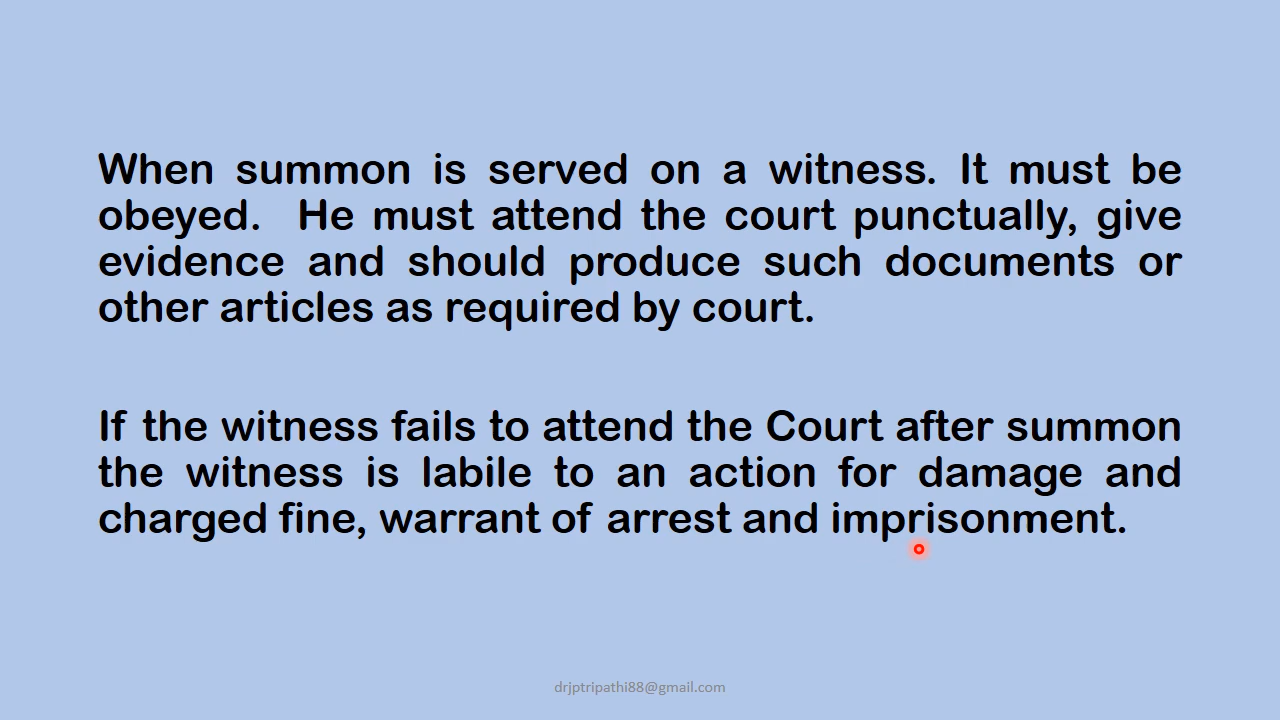 When summon is served on a witness. It must be
obeyed.  He must attend the court punctually, give
evidence and should produce such documents or
other articles as required by court.
If the witness fails to attend the Court after summon
the witness is labile to an action for damage and
charged fine, warrant of arrest and imprisonment.
drjptripathi88@gmail.com